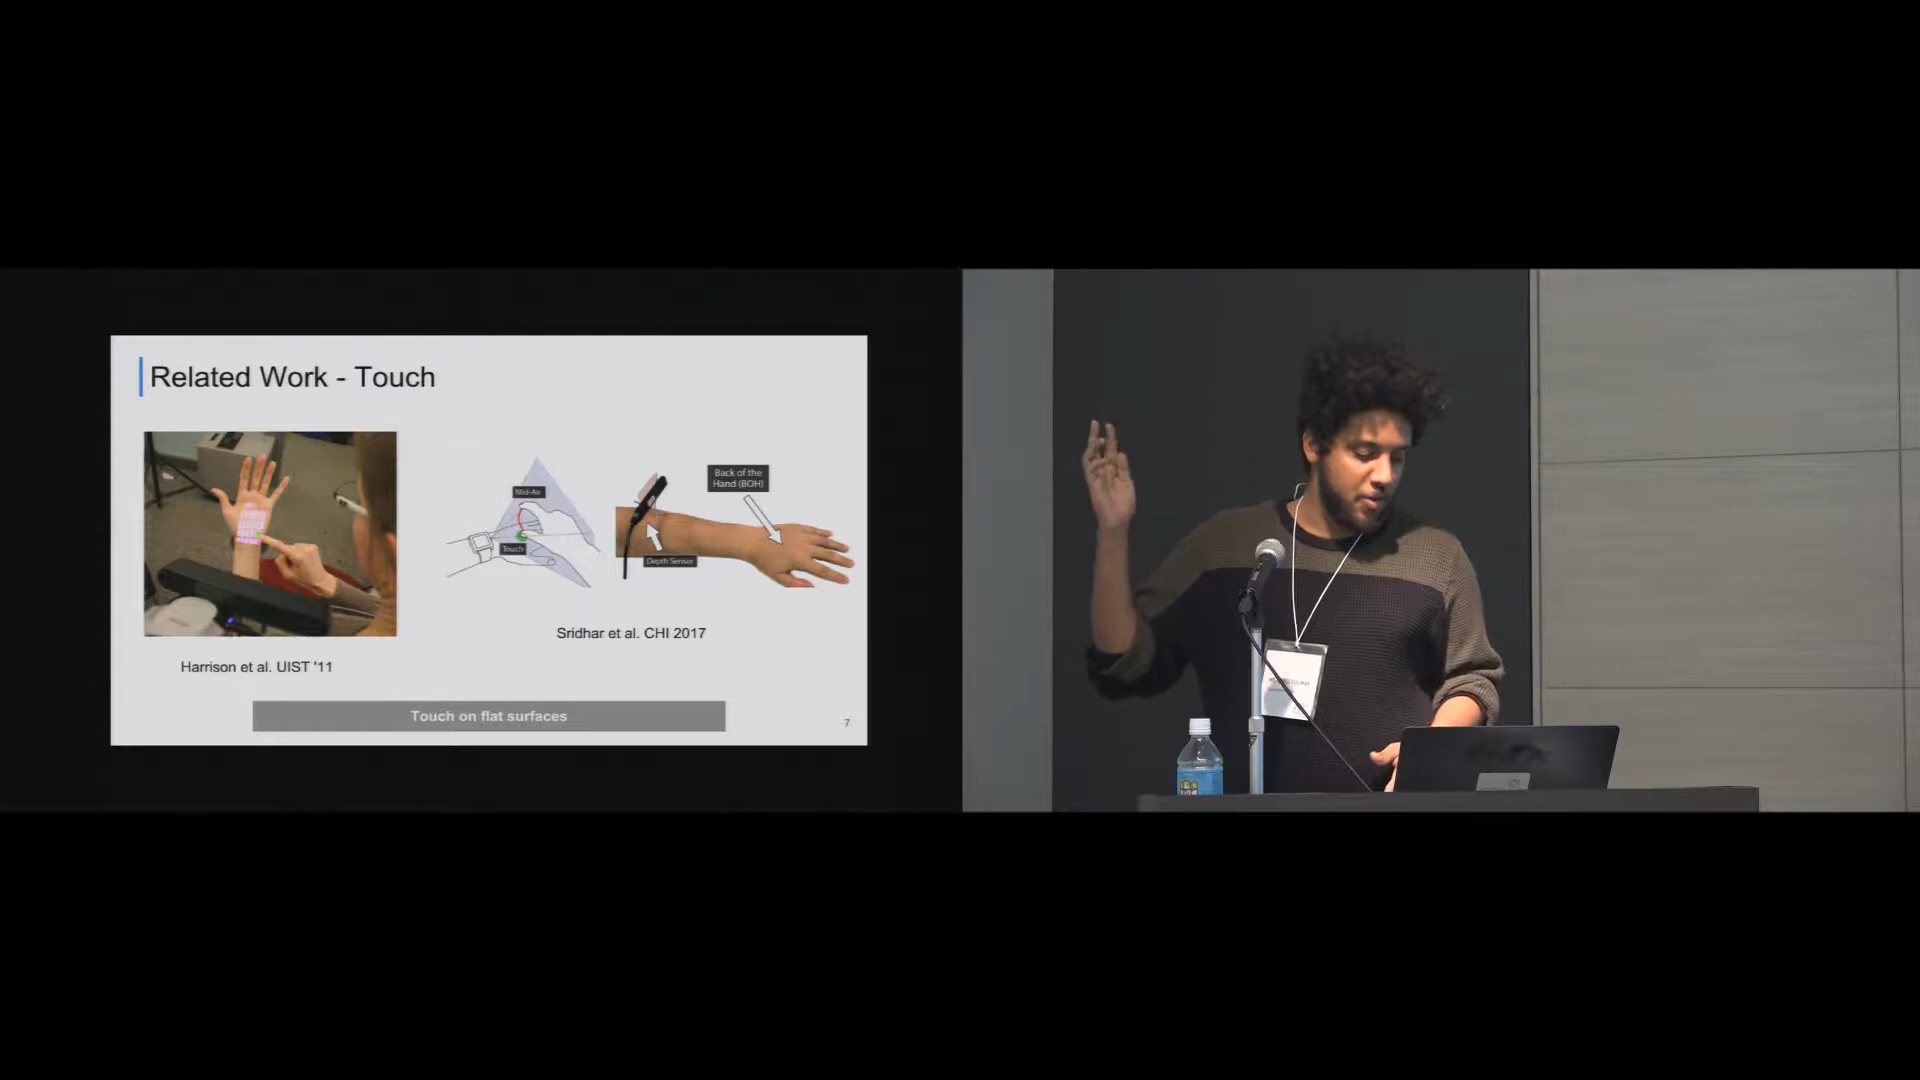 Related Work - Touch
Mid-Air
Touch
Back of the
Hand (BOH)
Depth Sensor
Sridhar et al. CHI 2017
Harrison et al. UIST '11
Touch on flat surfaces
7